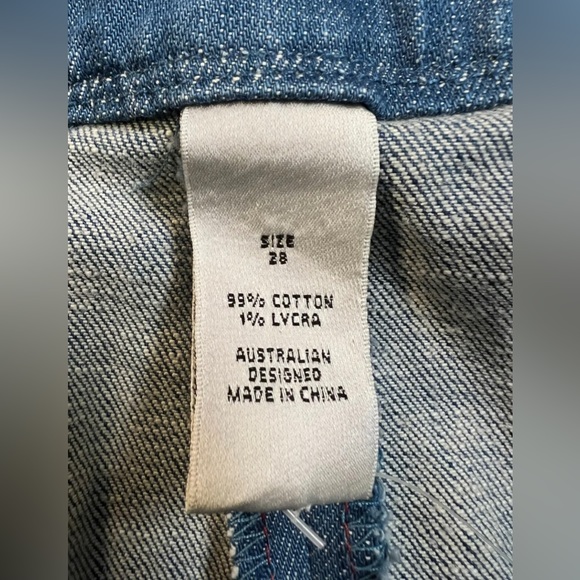 SIZE
28
99% COTTON
1% LYCRA
AUSTRALIAN
DESIGNED
MADE IN CHINA